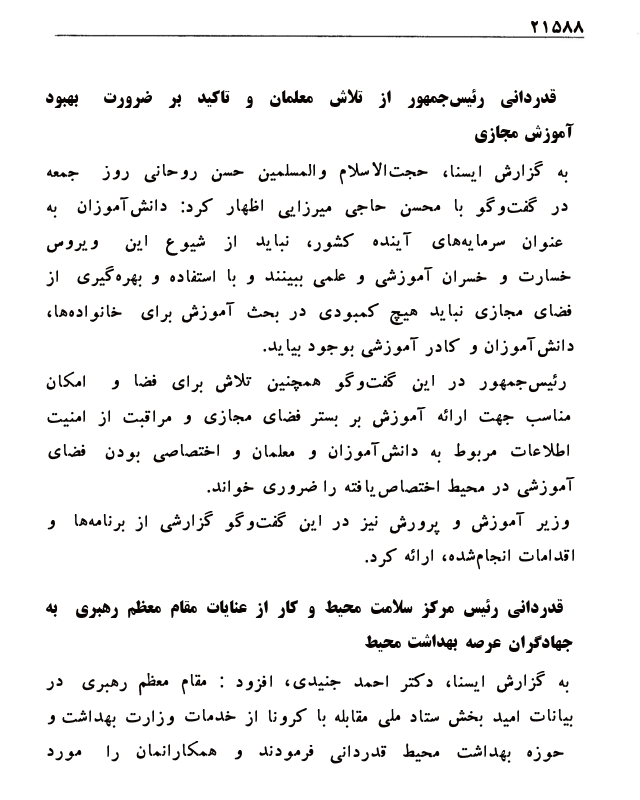 ۲۱۵۸۸
قدردانی رئیس‌جمهور از تلاش معلمان و تاکید بر ضرورت بهبود
آموزش مجازی
به گزارش ایسنا، حجت‌الاسلام والمسلمین حسن روحانی روز جمعه
در گفت‌وگو با محسن حاجی میرزایی اظهار کرد: دانش‌آموزان به
عنوان سرمایه‌های آینده کشور، نباید از شیوع این ویروس
خسارت و خسران آموزشی و علمی ببینند و با استفاده و بهره‌گیری از
فضای مجازی نباید هیچ کمبودی در بحث آموزش برای خانواده‌ها،
دانش‌آموزان و کادر آموزشی بوجود بیاید.
رئیس‌جمهور در این گفت‌وگو همچنین تلاش برای فضا و امکان
مناسب جهت ارائه آموزش بر بستر فضای مجازی و مراقبت از امنیت
اطلاعات مربوط به دانش‌آموزان و معلمان و اختصاصی بودن فضای
آموزشی در محیط اختصاص‌یافته را ضروری خواند.
وزیر آموزش و پرورش نیز در این گفت‌وگو گزارشی از برنامه‌ها و
اقدامات انجام‌شده، ارائه کرد.
قدردانی رئیس مرکز سلامت محیط و کار از عنایات مقام معظم رهبری به
جهادگران عرصه بهداشت محیط
به گزارش ایسنا، دکتر احمد جنیدی، افزود : مقام معظم رهبری در
بیانات امید بخش ستاد ملی مقابله با کرونا از خدمات وزارت بهداشت و
حوزه بهداشت محیط قدردانی فرمودند و همکارانمان را مورد